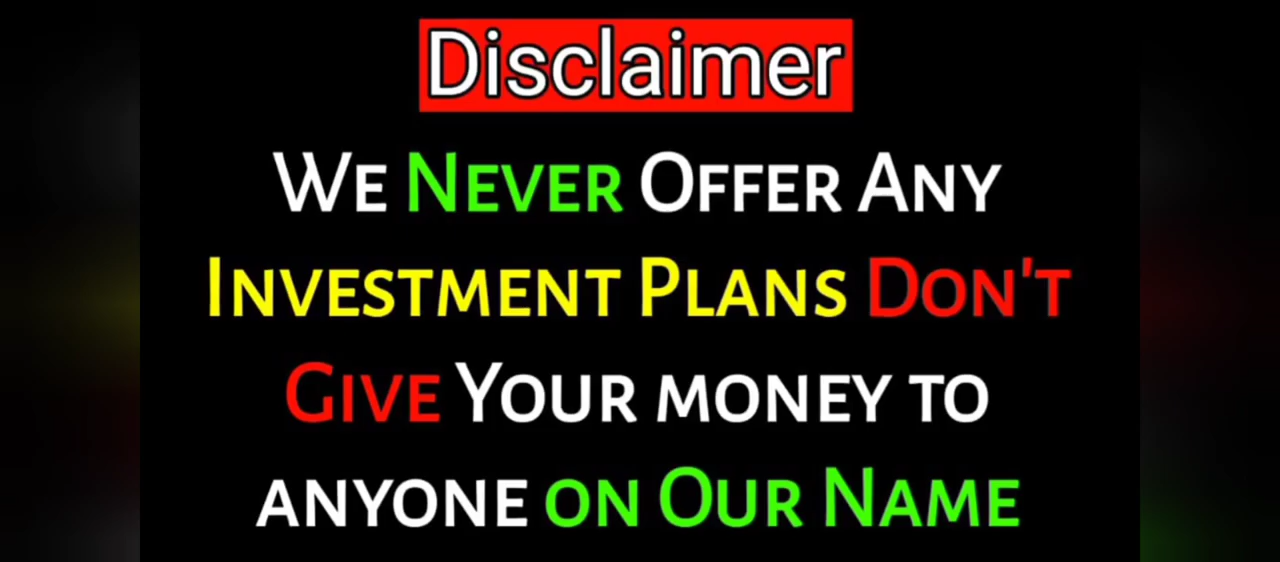 Disclaimer
We Never Offer Any
Investment Plans Don't
Give Your money to
anyone on Our Name